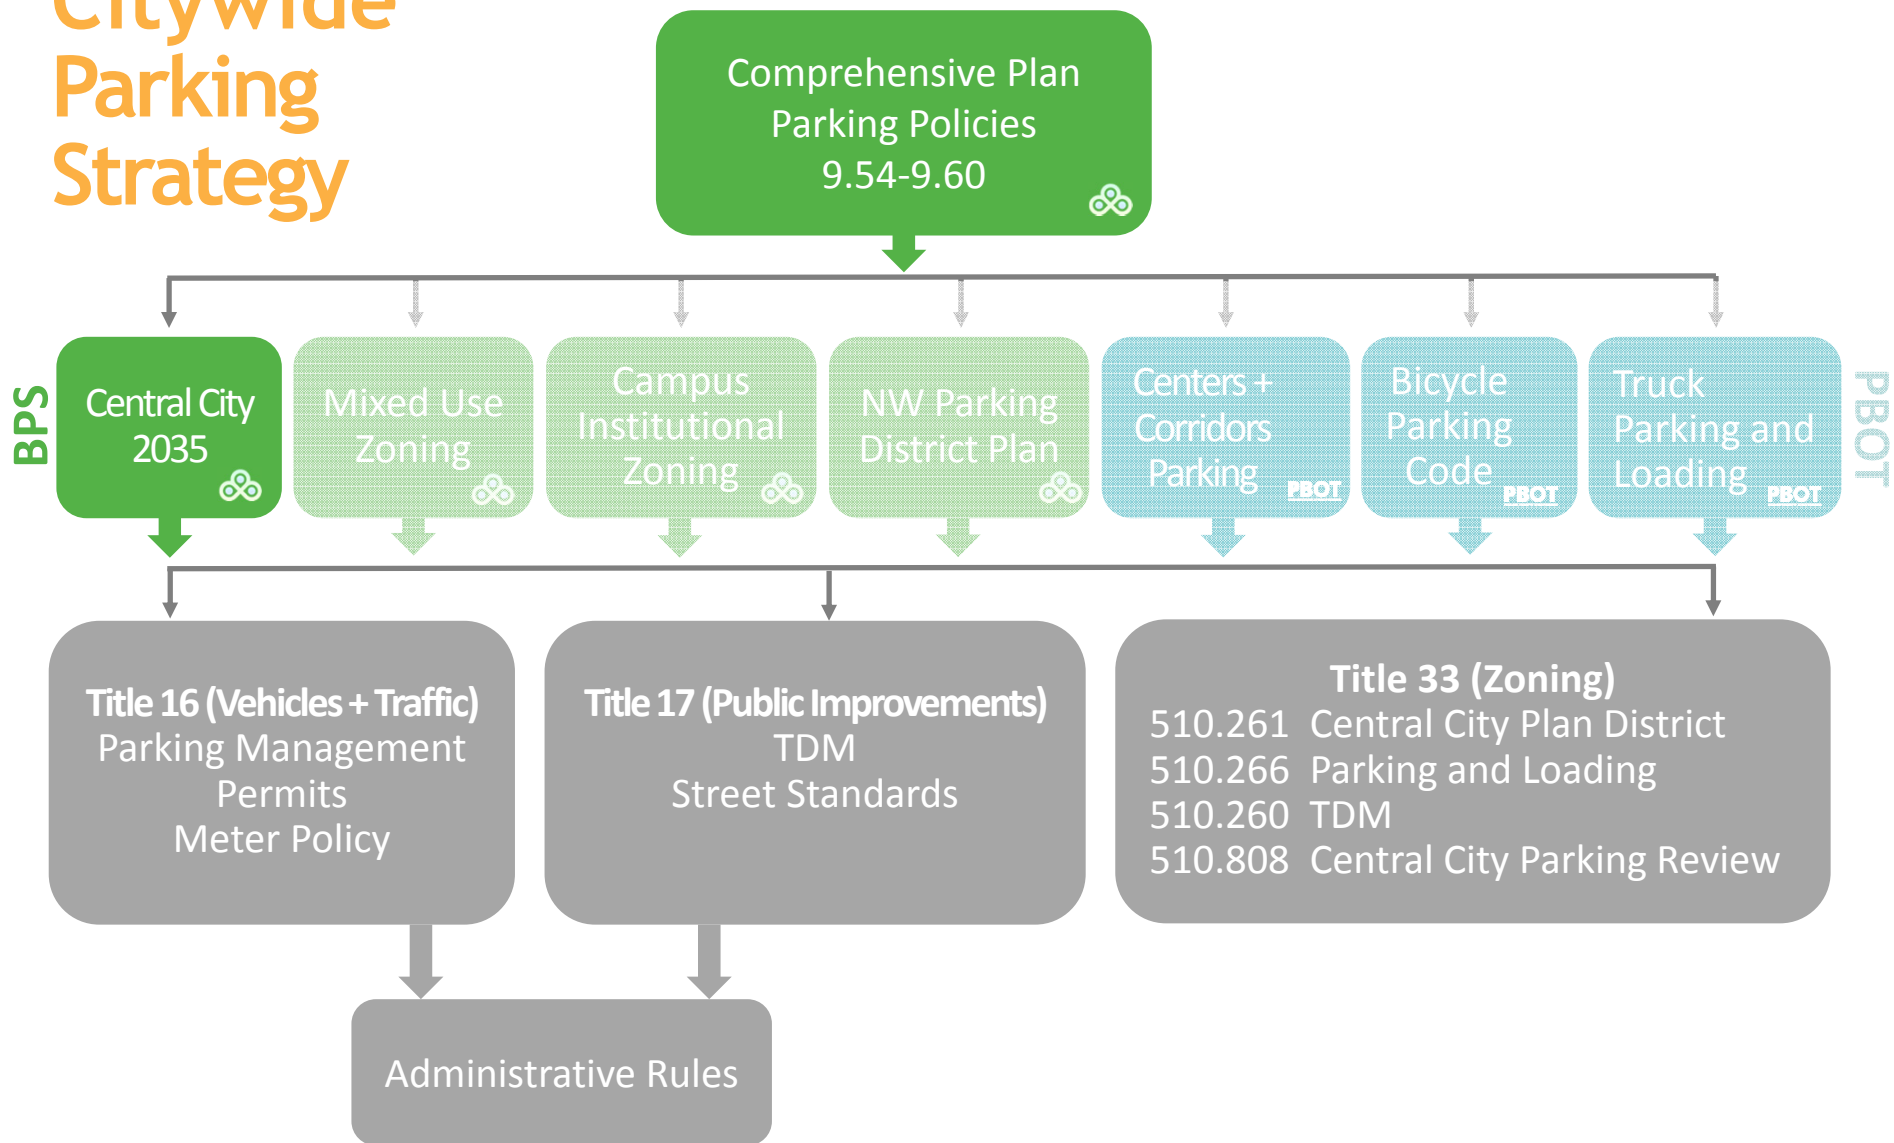 Citywide
Parking
Strategy
Comprehensive Plan
Parking Policies
9.54-9.60
BPS
Central City
2035
Mixed Use
Zoning
Campus
Institutional
Zoning
NW Parking
District Plan
Centers +
Corridors
Parking
PBOT
Bicycle
Parking
Code
PBOT
Truck
Parking and
Loading
PBOT
PBOT
Title 16 (Vehicles + Traffic)
Parking Management
Permits
Meter Policy
Title 17 (Public Improvements)
TDM
Street Standards
Title 33 (Zoning)
510.261 Central City Plan District
510.266 Parking and Loading
510.260 TDM
510.808 Central City Parking Review
Administrative Rules